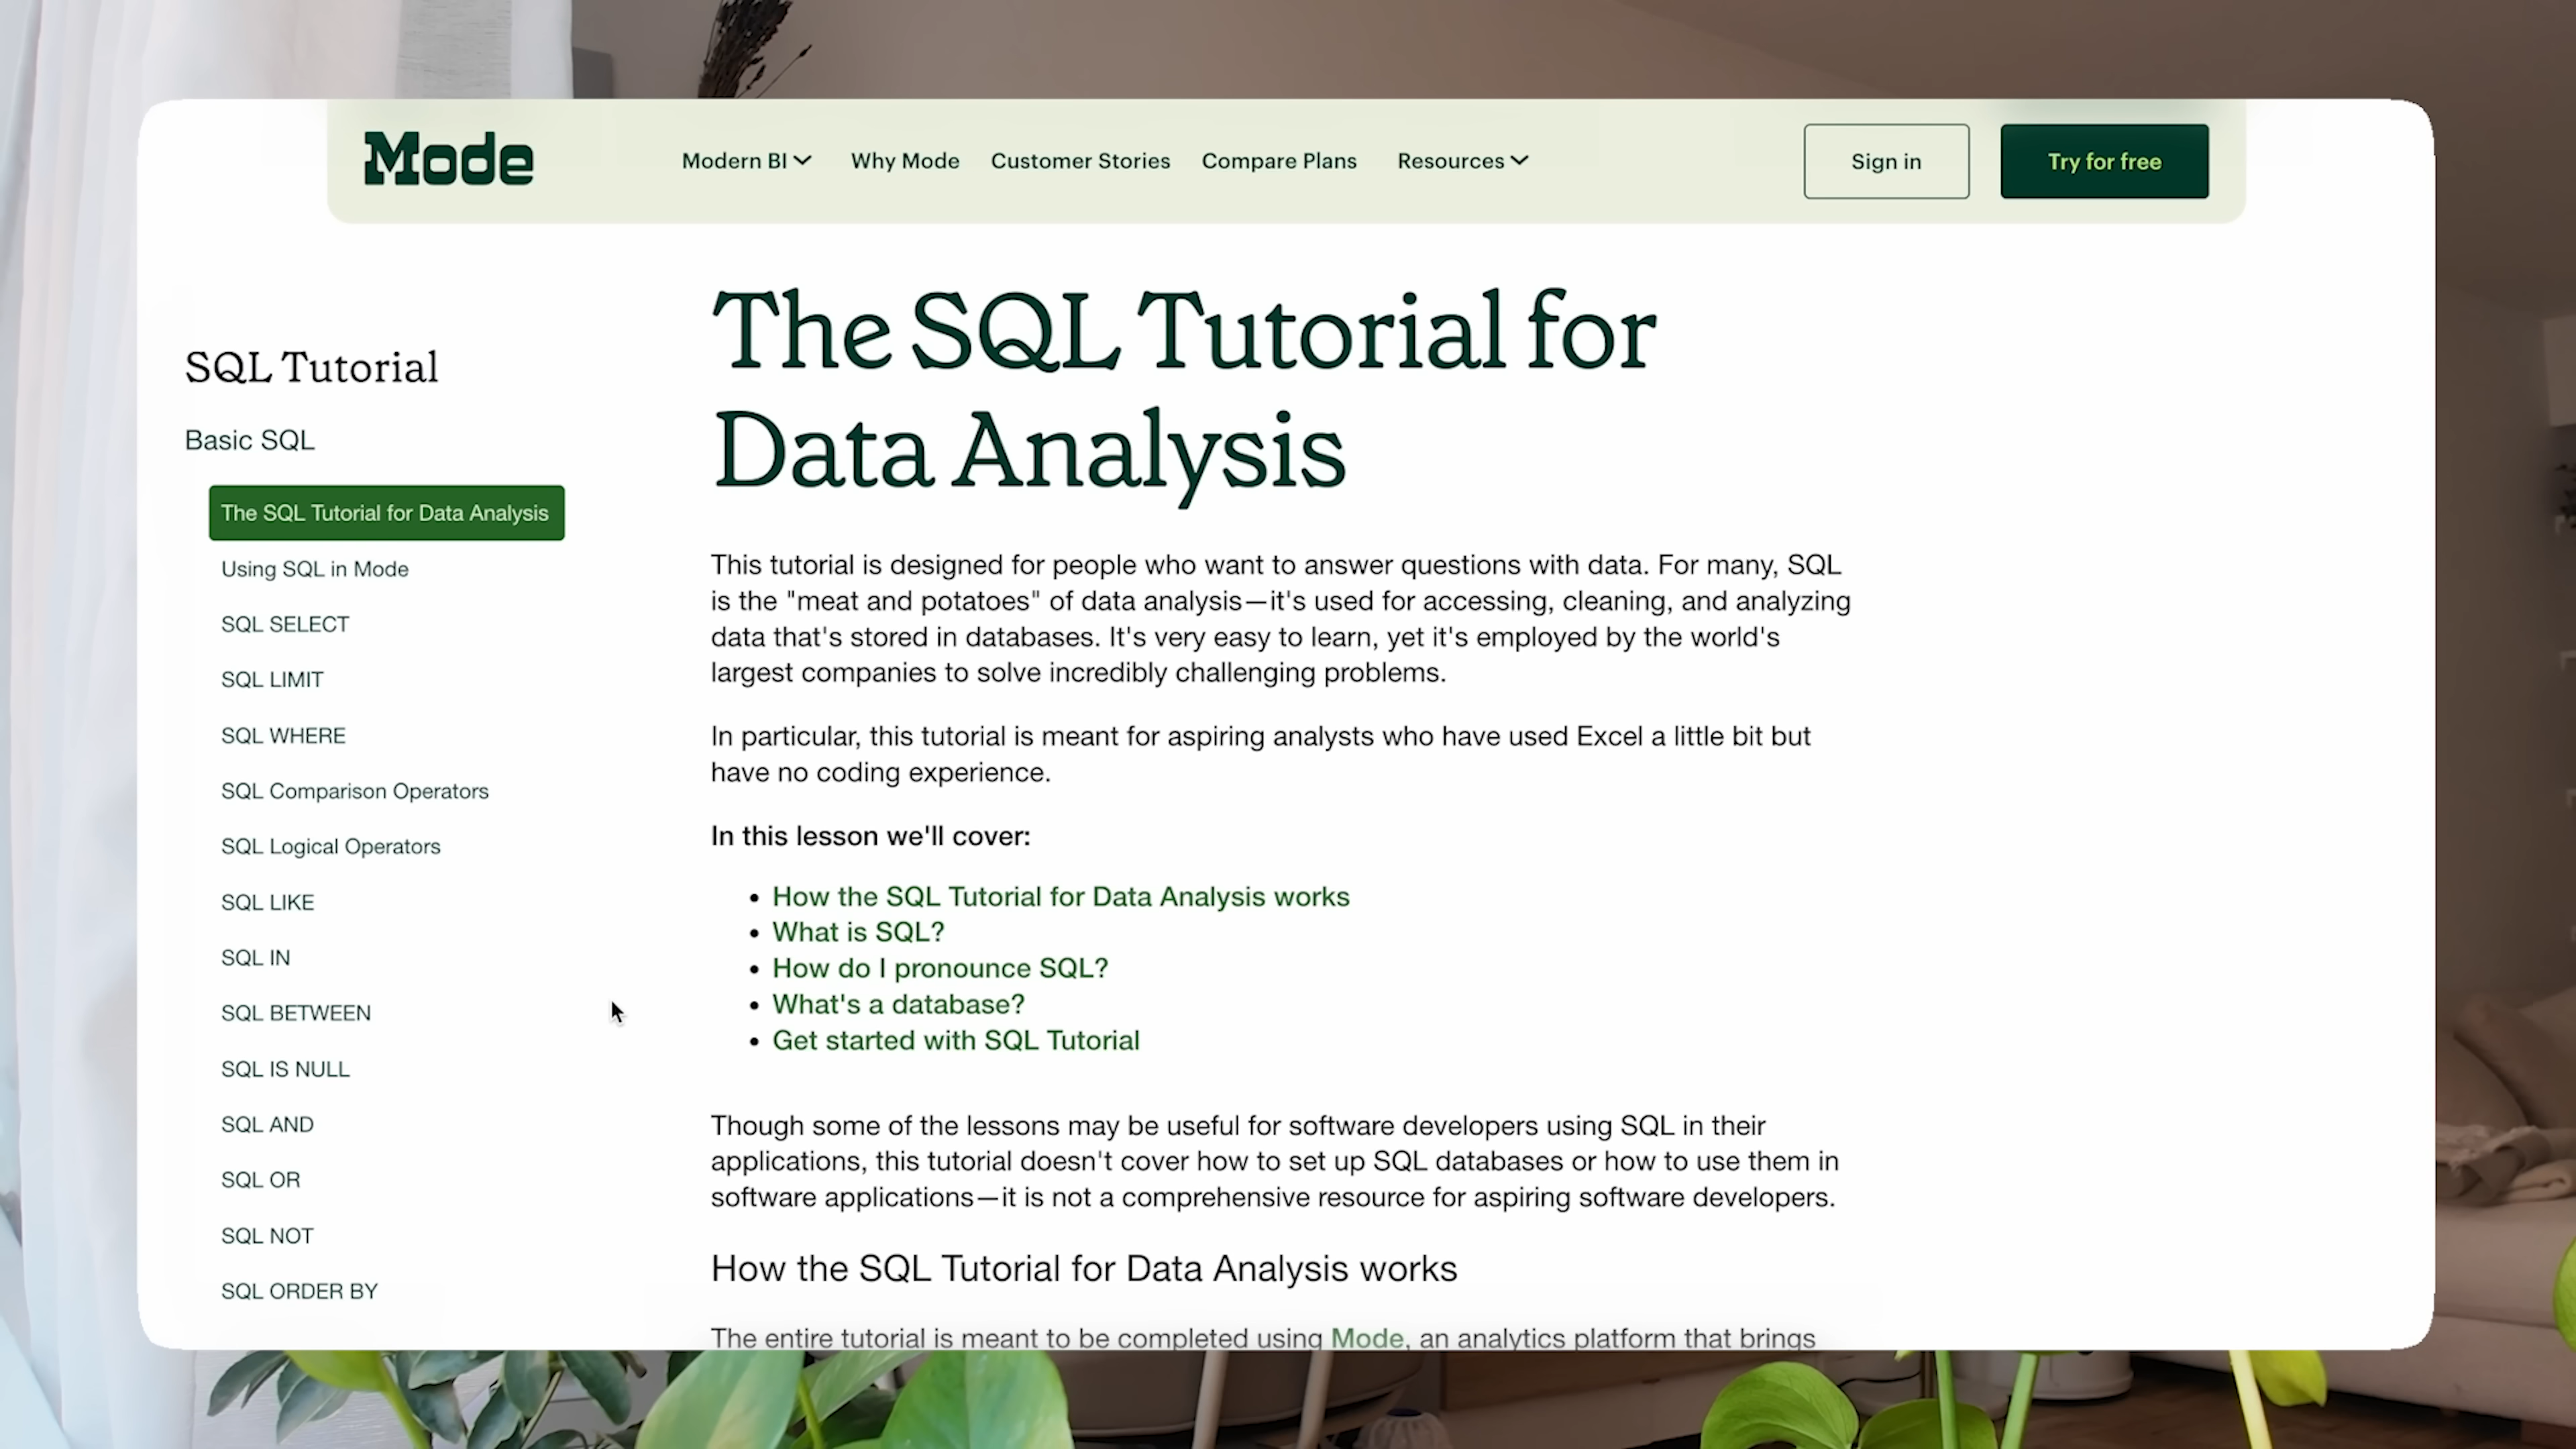 Mode
Modern BI
Why Mode
Customer Stories
Compare Plans
Resources
Sign in
Try for free
SQL Tutorial
Basic SQL
The SQL Tutorial for Data Analysis
Using SQL in Mode
SQL SELECT
SQL LIMIT
SQL WHERE
SQL Comparison Operators
SQL Logical Operators
SQL LIKE
SQL IN
SQL BETWEEN
SQL IS NULL
SQL AND
SQL OR
SQL NOT
SQL ORDER BY
The SQL Tutorial for
Data Analysis
This tutorial is designed for people who want to answer questions with data. For many, SQL
is the "meat and potatoes" of data analysis—it's used for accessing, cleaning, and analyzing
data that's stored in databases. It's very easy to learn, yet it's employed by the world's
largest companies to solve incredibly challenging problems.
In particular, this tutorial is meant for aspiring analysts who have used Excel a little bit but
have no coding experience.
In this lesson we'll cover:
• How the SQL Tutorial for Data Analysis works
• What is SQL?
• How do I pronounce SQL?
• What's a database?
• Get started with SQL Tutorial
Though some of the lessons may be useful for software developers using SQL in their
applications, this tutorial doesn't cover how to set up SQL databases or how to use them in
software applications—it is not a comprehensive resource for aspiring software developers.
How the SQL Tutorial for Data Analysis works
The entire tutorial is meant to be completed using Mode, an analytics platform that brings